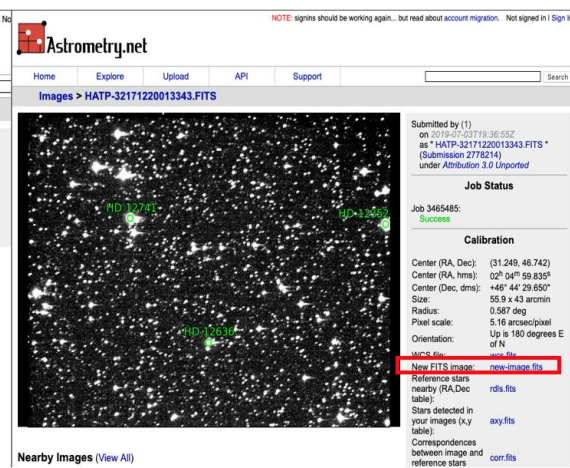 No
NOTE: signins should be working again... but read about account migration. Not signed in I Sign I
Astrometry.net
Home Explore Upload API Support Search
Images > HATP-32171220013343.FITS
Submitted by (1)
on 2019-07-03T19:36:55Z
as " HATP-32171220013343.FITS "
(Submission 2778214)
under Attribution 3.0 Unported
Job Status
Job 3465485:
Success
Calibration
Center (RA, Dec): (31.249, 46.742)
Center (RA, hms): 02h 04m 59.835s
Center (Dec, dms): +46° 44' 29.650"
Size: 55.9 x 43 arcmin
Radius: 0.587 deg
Pixel scale: 5.16 arcsec/pixel
Orientation: Up is 180 degrees E of N
WCS file: wcs.fits
New FITS image: new-image.fits
Reference stars nearby (RA,Dec table): rdls.fits
Stars detected in your images (x,y table): axy.fits
Correspondences between image and reference stars corr.fits
HD 12741
HD 12352
HD 12636
Nearby Images (View All)